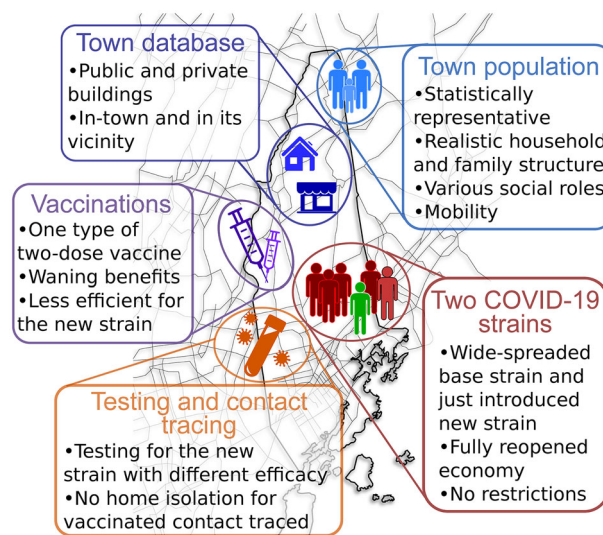 Town database
•Public and private
buildings
•In-town and in its
vicinity
Town population
•Statistically
representative
•Realistic household
and family structure
•Various social roles
•Mobility
Vaccinations
•One type of
two-dose vaccine
•Waning benefits
•Less efficient for
the new strain
Two COVID-19
strains
•Wide-spreaded
base strain and
just introduced
new strain
•Fully reopened
economy
•No restrictions
Testing and contact
tracing
•Testing for the new
strain with different efficacy
•No home isolation for
vaccinated contact traced